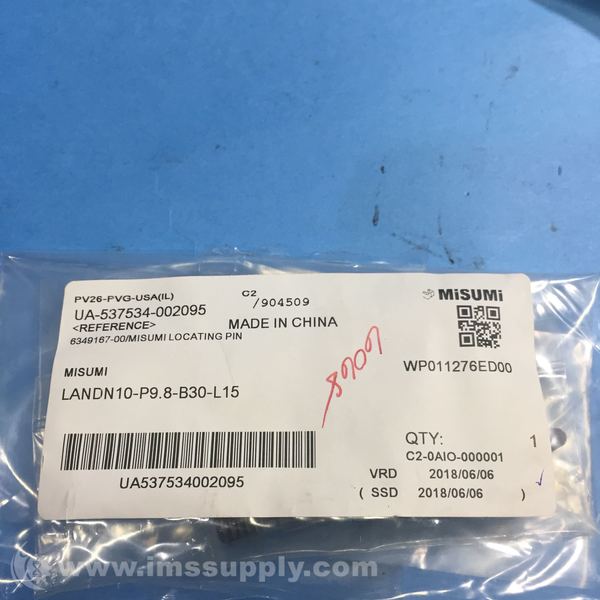 PV26-PVG-USA(IL)
C2
/904509
MiSUMi
UA-537534-002095
<REFERENCE>
MADE IN CHINA
6349167-00/MISUMI LOCATING PIN
MISUMI
WP011276ED00
LANDN10-P9.8-B30-L15
QTY: 1
C2-0AIO-000001
VRD 2018/06/06
( SSD 2018/06/06 )
UA537534002095
© www.imssupply.com